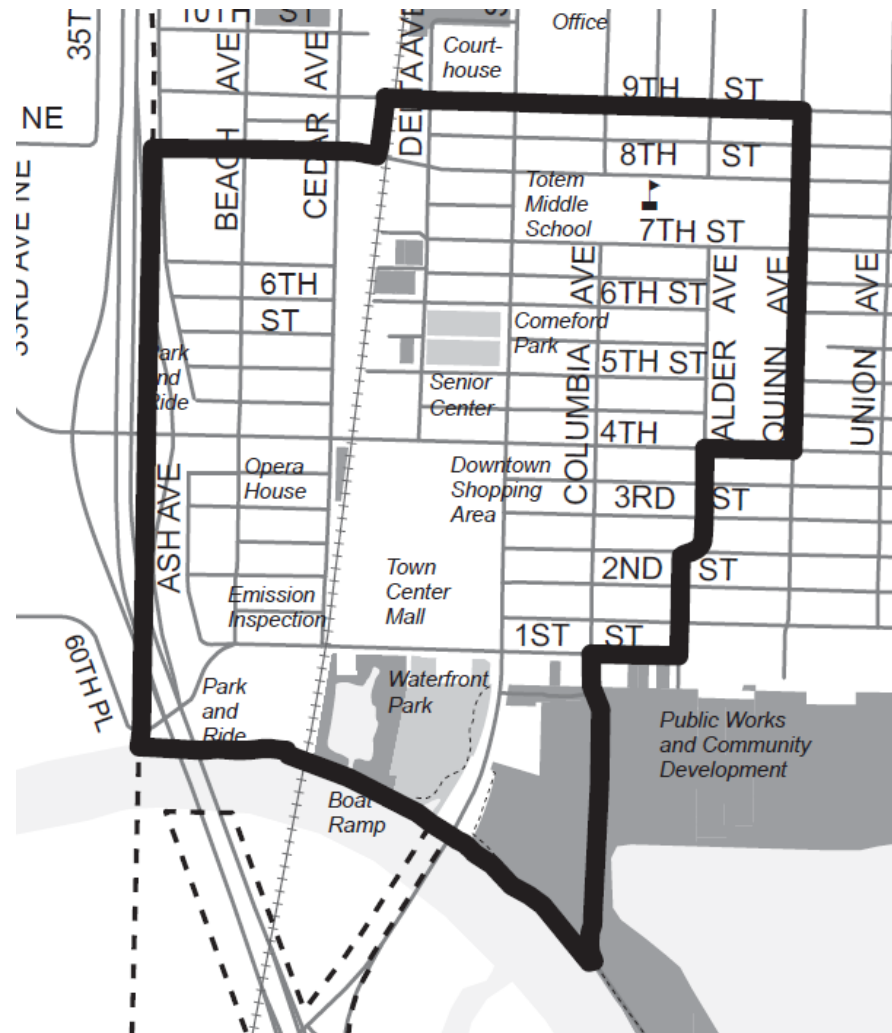 10TH ST
Office
35T
AVE
AVE
DELTA AVE
Court-
house
9TH ST
NE
BEACH
CEDAR
8TH ST
Totem
Middle
School
7TH ST
33RD AVE NE
6TH
ST
AVE
6TH ST
AVE
AVE
AVE
Comeford
Park
Park
and
Ride
COLUMBIA
5TH ST
ALDER
QUINN
UNION
Senior
Center
4TH
Opera
House
Downtown
Shopping
Area
3RD ST
ASH AVE
Town
Center
Mall
2ND ST
Emission
Inspection
1ST ST
60TH PL
Park
and
Ride
Waterfront
Park
Public Works
and Community
Development
Boat
Ramp